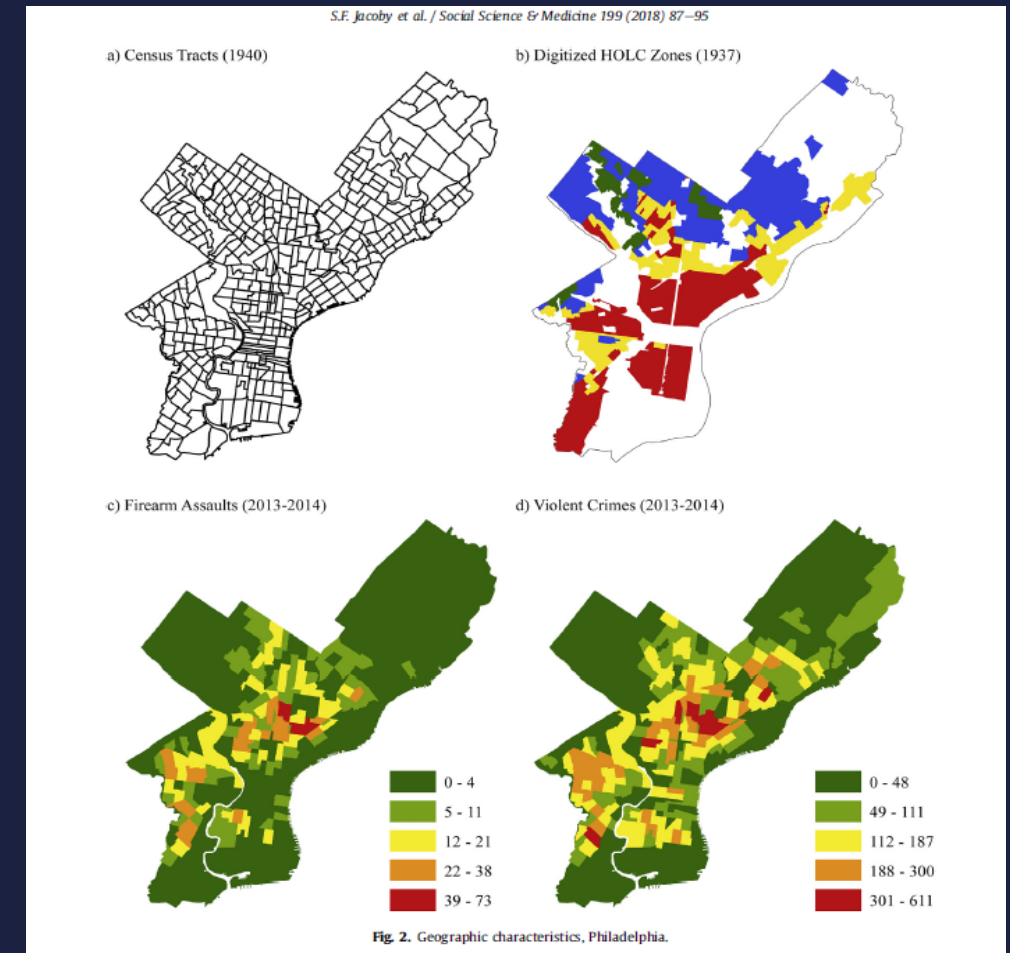 S.F. Jacoby et al. / Social Science & Medicine 199 (2018) 87–95
a) Census Tracts (1940)
b) Digitized HOLC Zones (1937)
c) Firearm Assaults (2013-2014)
d) Violent Crimes (2013-2014)
0 - 4
5 - 11
12 - 21
22 - 38
39 - 73
0 - 48
49 - 111
112 - 187
188 - 300
301 - 611
Fig. 2. Geographic characteristics, Philadelphia.